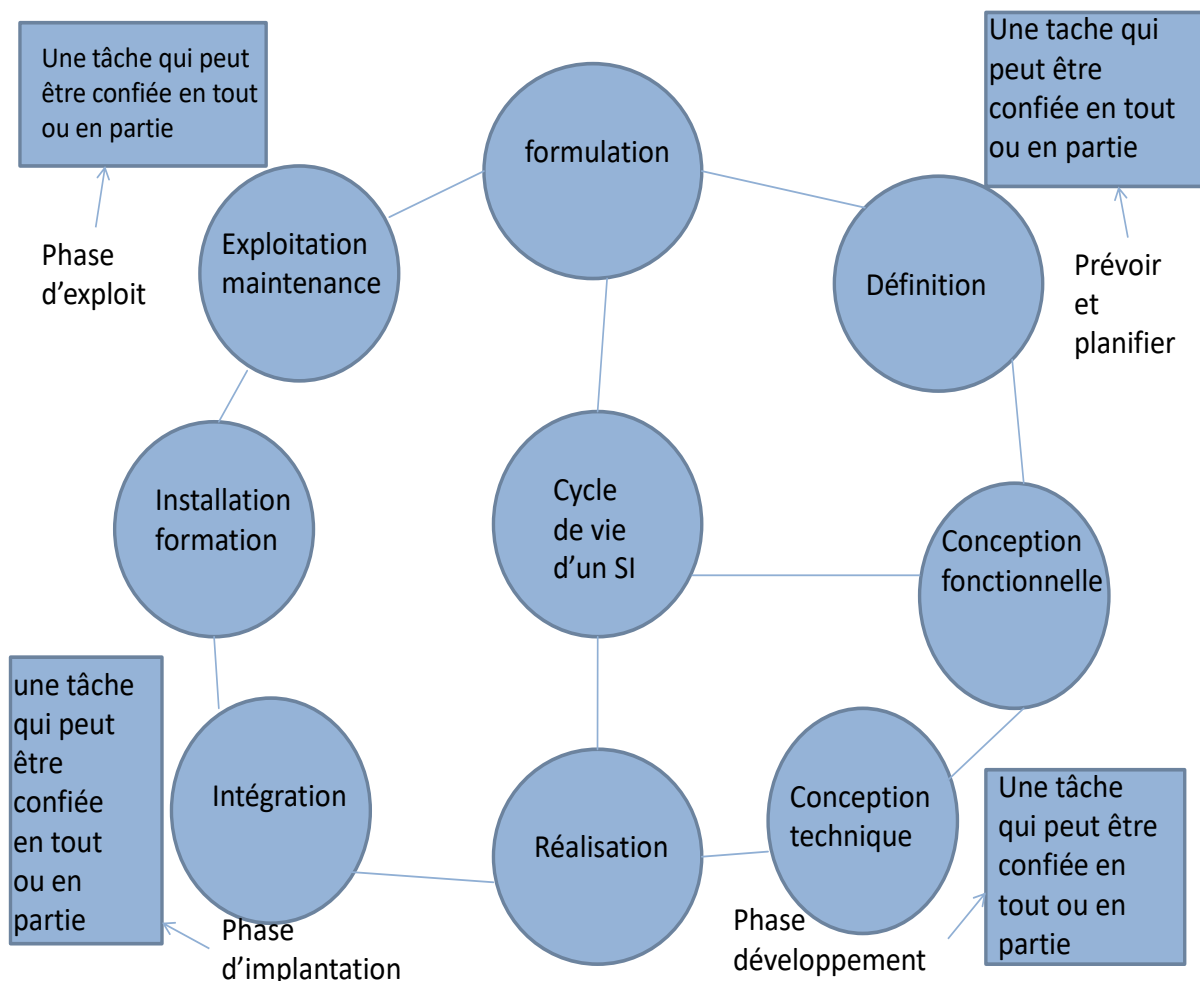 Une tâche qui peut
être confiée en tout
ou en partie
formulation
Une tache qui
peut être
confiée en tout
ou en partie
Phase
d'exploit
Exploitation
maintenance
Définition
Prévoir
et
planifier
Installation
formation
Cycle
de vie
d'un SI
Conception
fonctionnelle
une tâche
qui peut
être
confiée
en tout
ou en
partie
Intégration
Réalisation
Conception
technique
Une tâche
qui peut être
confiée en
tout ou en
partie
Phase
d'implantation
Phase
développement